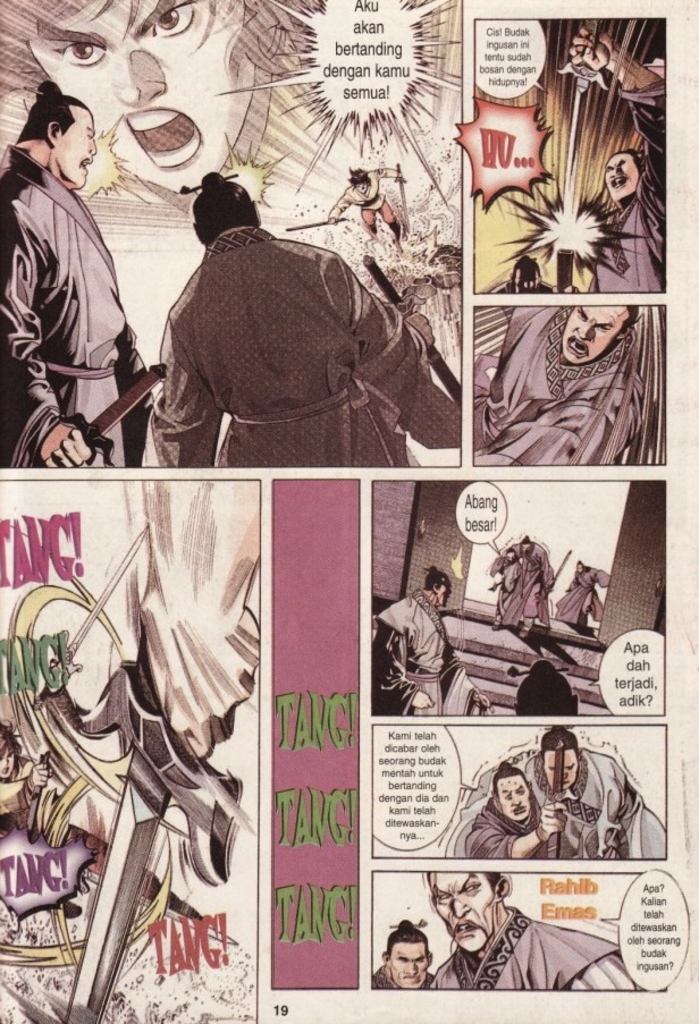 Aku
akan
bertanding
dengan kamu
semua!
Cis! Budak
ingusan ini
tentu sudah
bosan dengan
hidupnya!
HU...
TANG!
TANG!
TANG!
TANG!
TANG!
TANG!
TANG!
Abang
besar!
Apa
dah
terjadi,
adik?
Kami telah
dicabar oleh
seorang budak
mentah untuk
bertanding
dengan dia dan
kami telah
ditewaskan-
nya...
Rahib
Emas
Apa?
Kalian
telah
ditewaskan
oleh seorang
budak
ingusan?
19